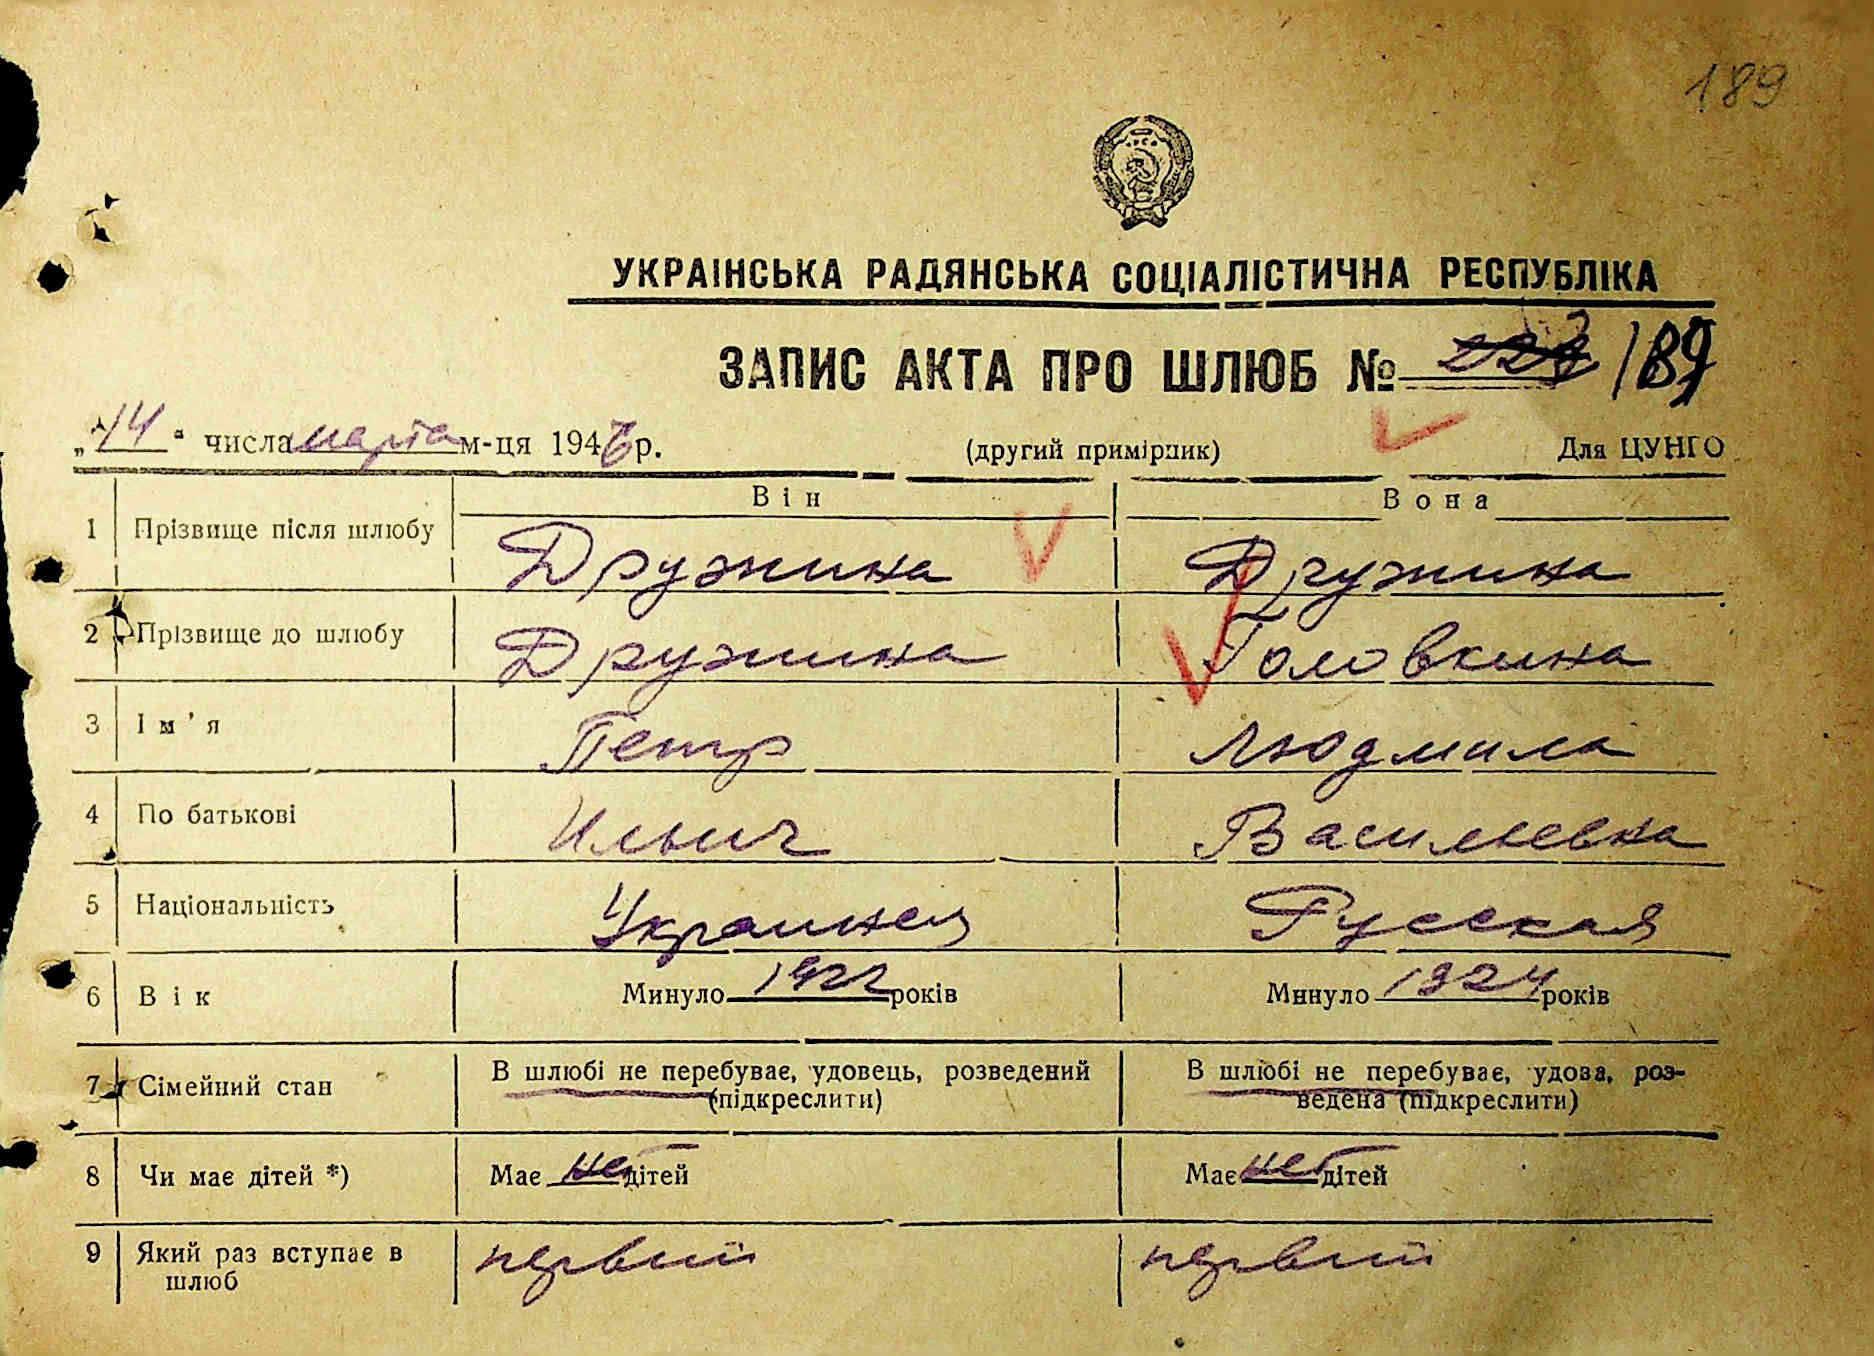 189
УКРАІНСЬКА РАДЯНСЬКА СОЦІАЛІСТИЧНА РЕСПУБЛІКА
ЗАПИС АКТА ПРО ШЛЮБ № 189
„14“ числа марта м-ця 1946 р. (другий примірник) Для ЦУНГО
Він Вона
1 Прізвище після шлюбу Дружина Дружина
2 Прізвище до шлюбу Дружина Головкина
3 Ім'я Петр Людмила
4 По батькові Ильич Васильевна
5 Національність Украинец Русская
6 Вік Минуло 1922 років Минуло 1924 років
7 Сімейний стан В шлюбі не перебуває, удовець, розведений В шлюбі не перебуває, удова, роз-
(підкреслити) ведена (підкреслити)
8 Чи має дітей *) Має нет дітей Має нет дітей
9 Який раз вступає в первый первый
шлюб